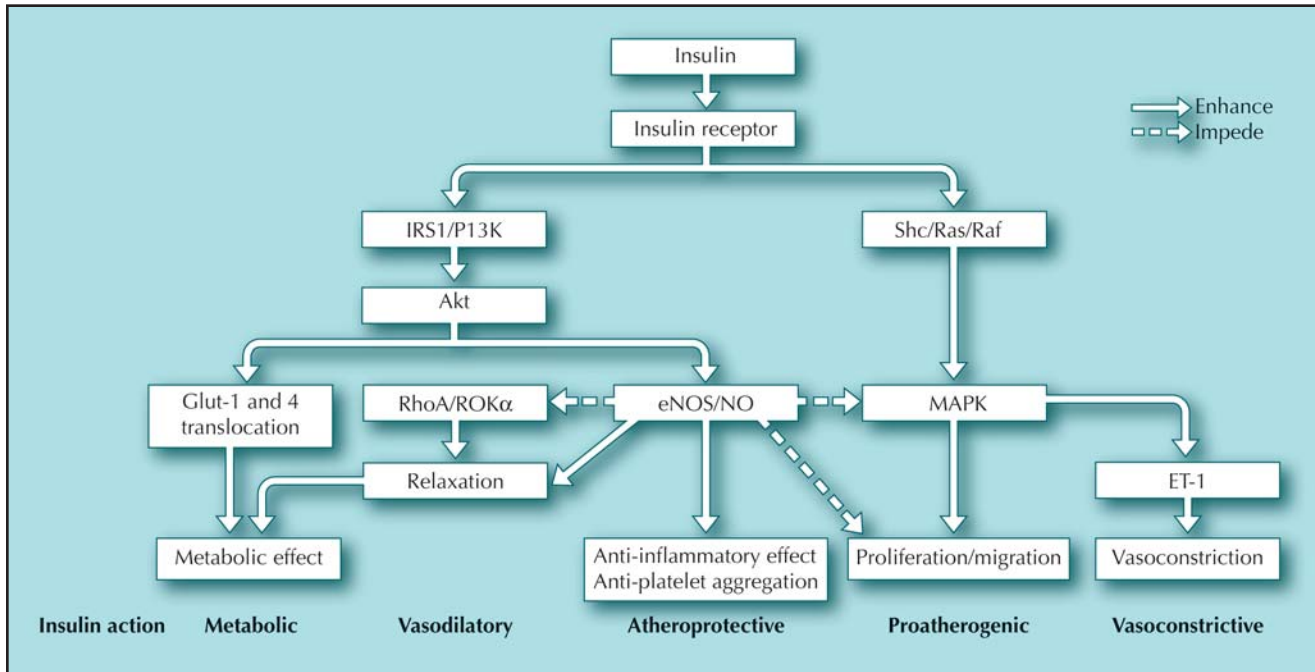 Insulin
Enhance
Impede
Insulin receptor
IRS1/P13K
Shc/Ras/Raf
Akt
Glut-1 and 4
translocation
RhoA/ROKα
eNOS/NO
MAPK
Relaxation
ET-1
Metabolic effect
Anti-inflammatory effect
Anti-platelet aggregation
Proliferation/migration
Vasoconstriction
Insulin action Metabolic Vasodilatory Atheroprotective Proatherogenic Vasoconstrictive